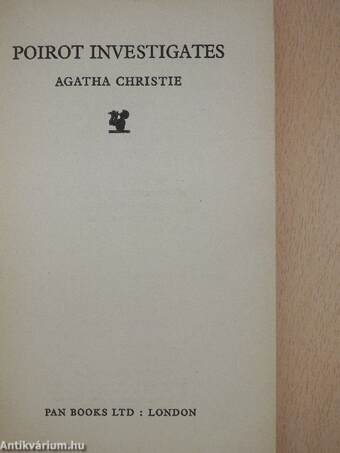 POIROT INVESTIGATES
AGATHA CHRISTIE
PAN BOOKS LTD : LONDON
Antikvárium.hu